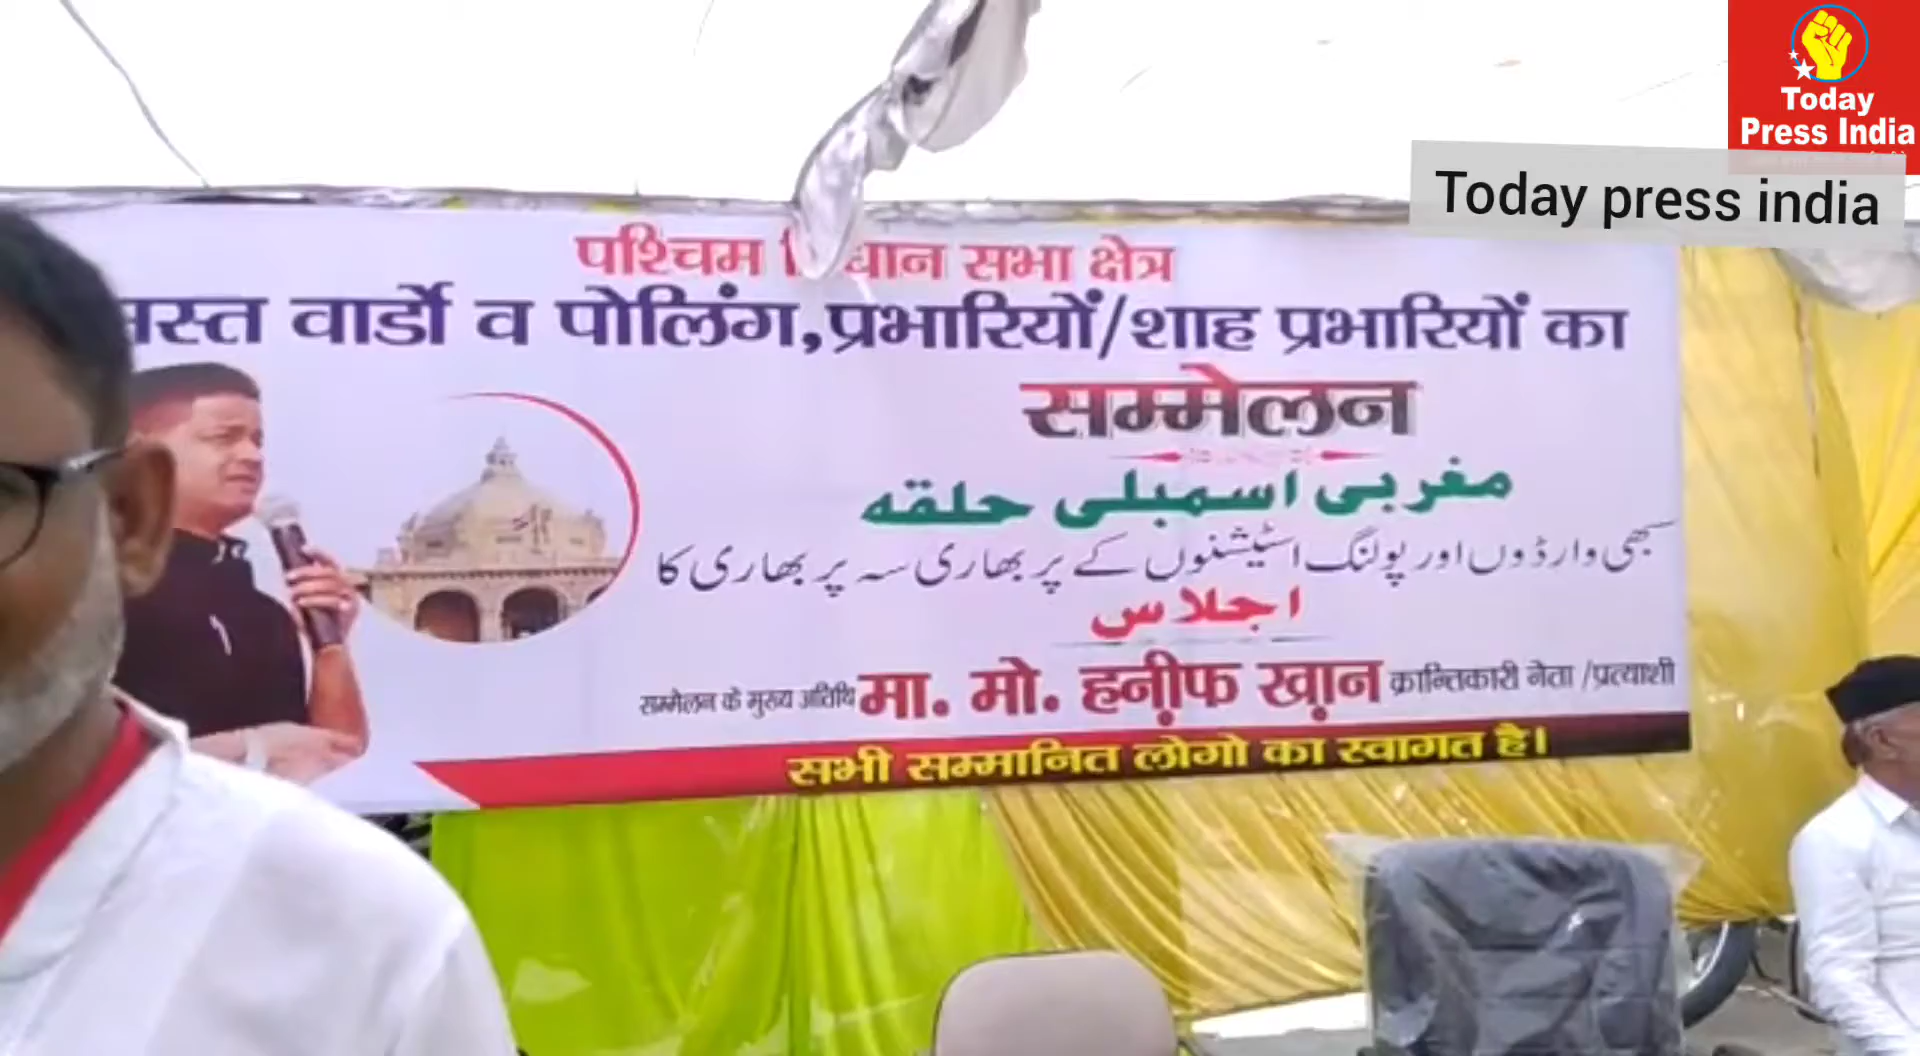 Today
Press India
Today press india
पश्चिम सभा क्षेत्र
वार्डो व पोलिंग,प्रभारियों/शाह प्रभारियों का
सम्मेलन
مغربی اسمبلی حلقه
سبھی وارڈوں اور پولنگ اسٹیشنوں کے پربھاری سہ پربھاری کا
اجلاس
सम्मेलन के मुख्य अतिथि मा. मो. हनीफ़ ख़ान क्रान्तिकारी नेता /प्रत्याशी
सभी सम्मानित लोगो का स्वागत है।